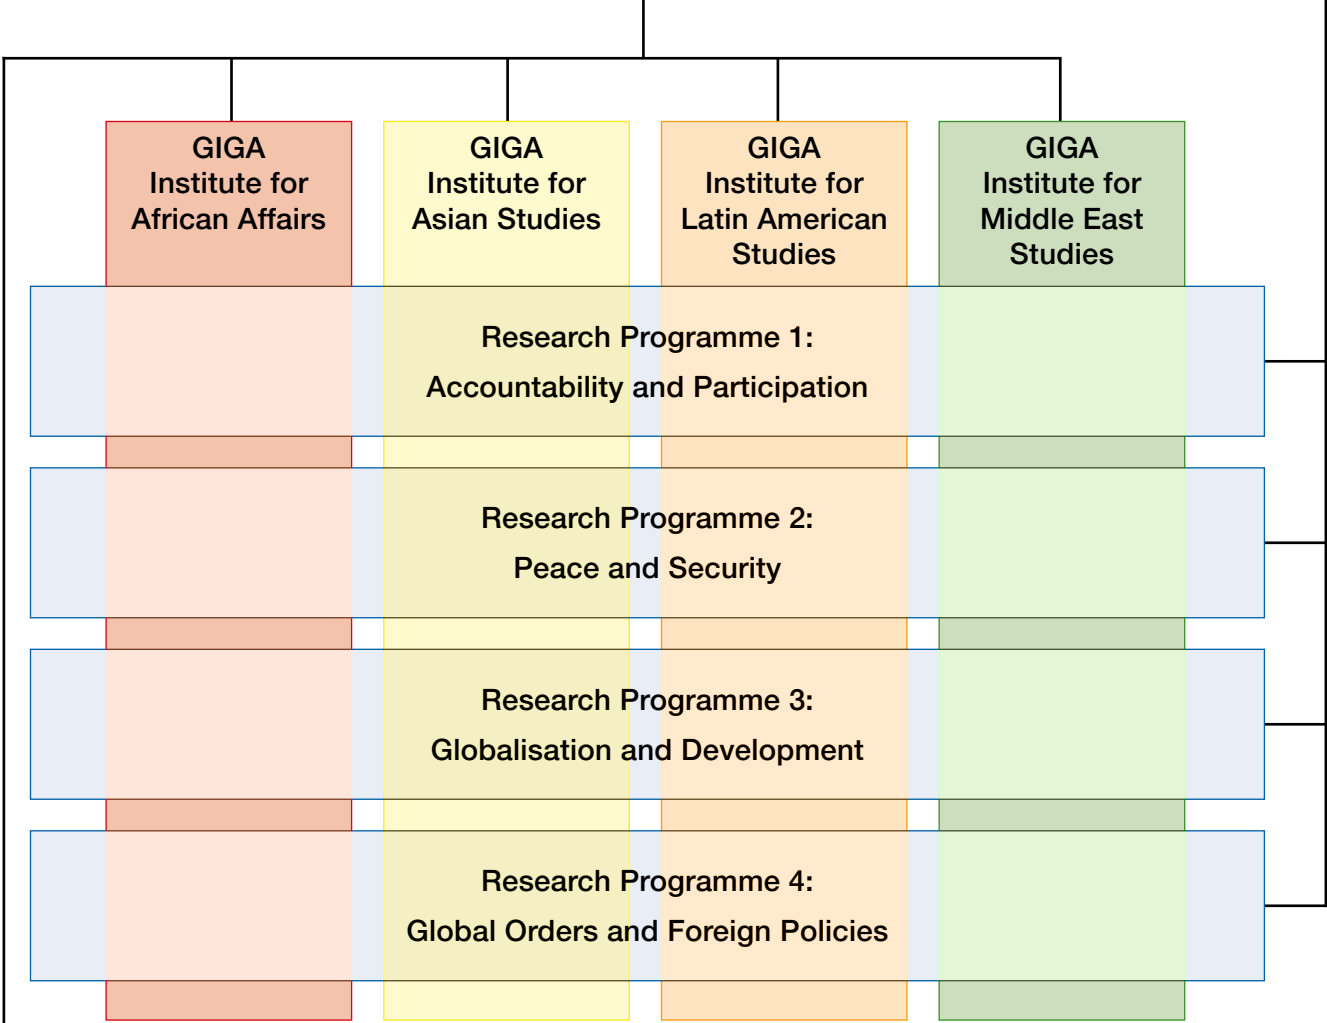 GIGA
Institute for
African Affairs
GIGA
Institute for
Asian Studies
GIGA
Institute for
Latin American
Studies
GIGA
Institute for
Middle East
Studies
Research Programme 1:
Accountability and Participation
Research Programme 2:
Peace and Security
Research Programme 3:
Globalisation and Development
Research Programme 4:
Global Orders and Foreign Policies